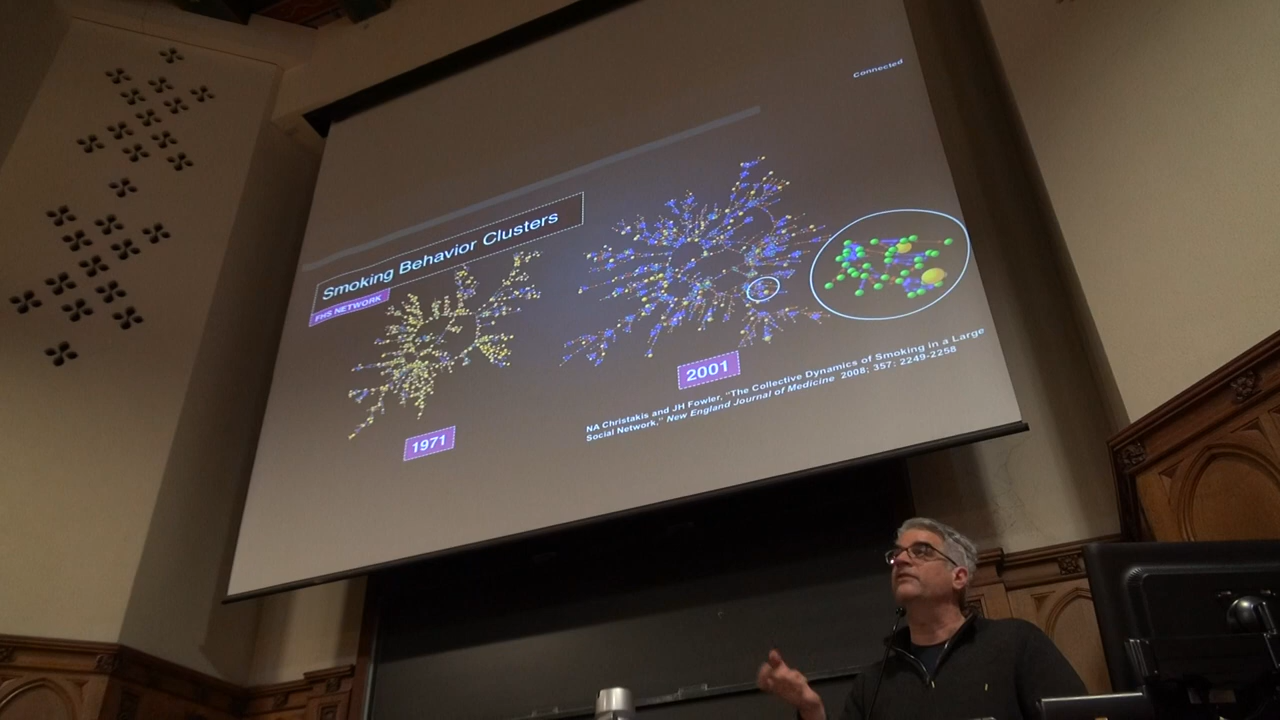 Connected
Smoking Behavior Clusters
FHS NETWORK
1971
2001
NA Christakis and JH Fowler, "The Collective Dynamics of Smoking in a Large
Social Network," New England Journal of Medicine 2008; 357: 2249-2258